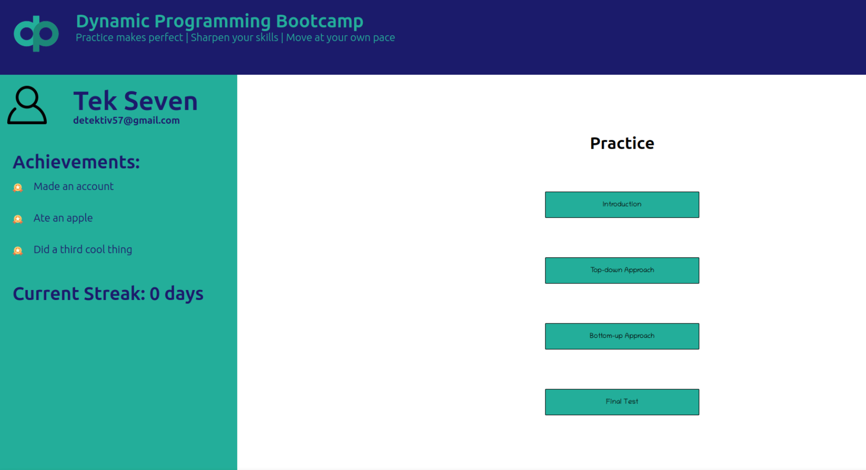 dp
Dynamic Programming Bootcamp
Practice makes perfect | Sharpen your skills | Move at your own pace
Tek Seven
detektiv57@gmail.com
Achievements:
Made an account
Ate an apple
Did a third cool thing
Current Streak: 0 days
Practice
Introduction
Top-down Approach
Bottom-up Approach
Final Test